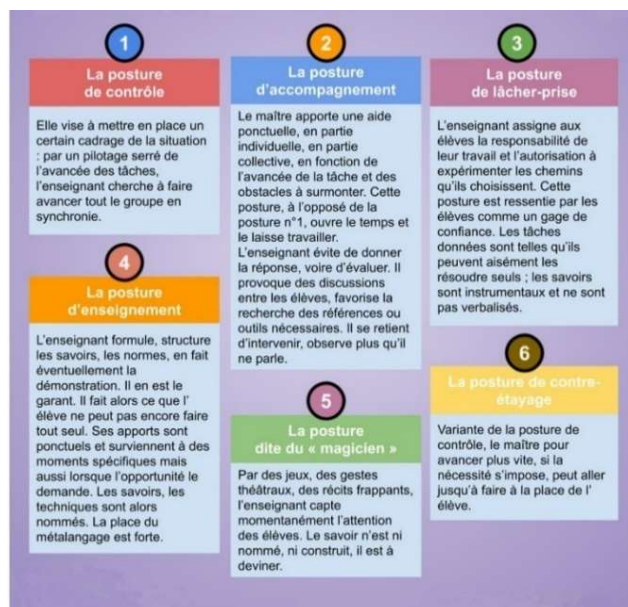 1
La posture
de contrôle
Elle vise à mettre en place un
certain cadrage de la situation
: par un pilotage serré de
l'avancée des tâches,
l'enseignant cherche à faire
avancer tout le groupe en
synchronie.
2
La posture
d'accompagnement
Le maître apporte une aide
ponctuelle, en partie
individuelle, en partie
collective, en fonction de
l'avancée de la tâche et des
obstacles à surmonter. Cette
posture, à l'opposé de la
posture n°1, ouvre le temps et
le laisse travailler.
L'enseignant évite de donner
la réponse, voire d'évaluer. Il
provoque des discussions
entre les élèves, favorise la
recherche des références ou
outils nécessaires. Il se retient
d'intervenir, observe plus qu'il
ne parle.
3
La posture
de lâcher-prise
L'enseignant assigne aux
élèves la responsabilité de
leur travail et l'autorisation à
expérimenter les chemins
qu'ils choisissent. Cette
posture est ressentie par les
élèves comme un gage de
confiance. Les tâches
données sont telles qu'ils
peuvent aisément les
résoudre seuls ; les savoirs
sont instrumentaux et ne sont
pas verbalisés.
4
La posture
d'enseignement
L'enseignant formule, structure
les savoirs, les normes, en fait
éventuellement la
démonstration. Il en est le
garant. Il fait alors ce que l'
élève ne peut pas encore faire
tout seul. Ses apports sont
ponctuels et surviennent à des
moments spécifiques mais
aussi lorsque l'opportunité le
demande. Les savoirs, les
techniques sont alors
nommés. La place du
métalangage est forte.
5
La posture
dite du « magicien »
Par des jeux, des gestes
théâtraux, des récits frappants,
l'enseignant capte
momentanément l'attention
des élèves. Le savoir n'est ni
nommé, ni construit, il est à
deviner.
6
La posture de contre-
étayage
Variante de la posture de
contrôle, le maître pour
avancer plus vite, si la
nécessité s'impose, peut aller
jusqu'à faire à la place de l'
élève.